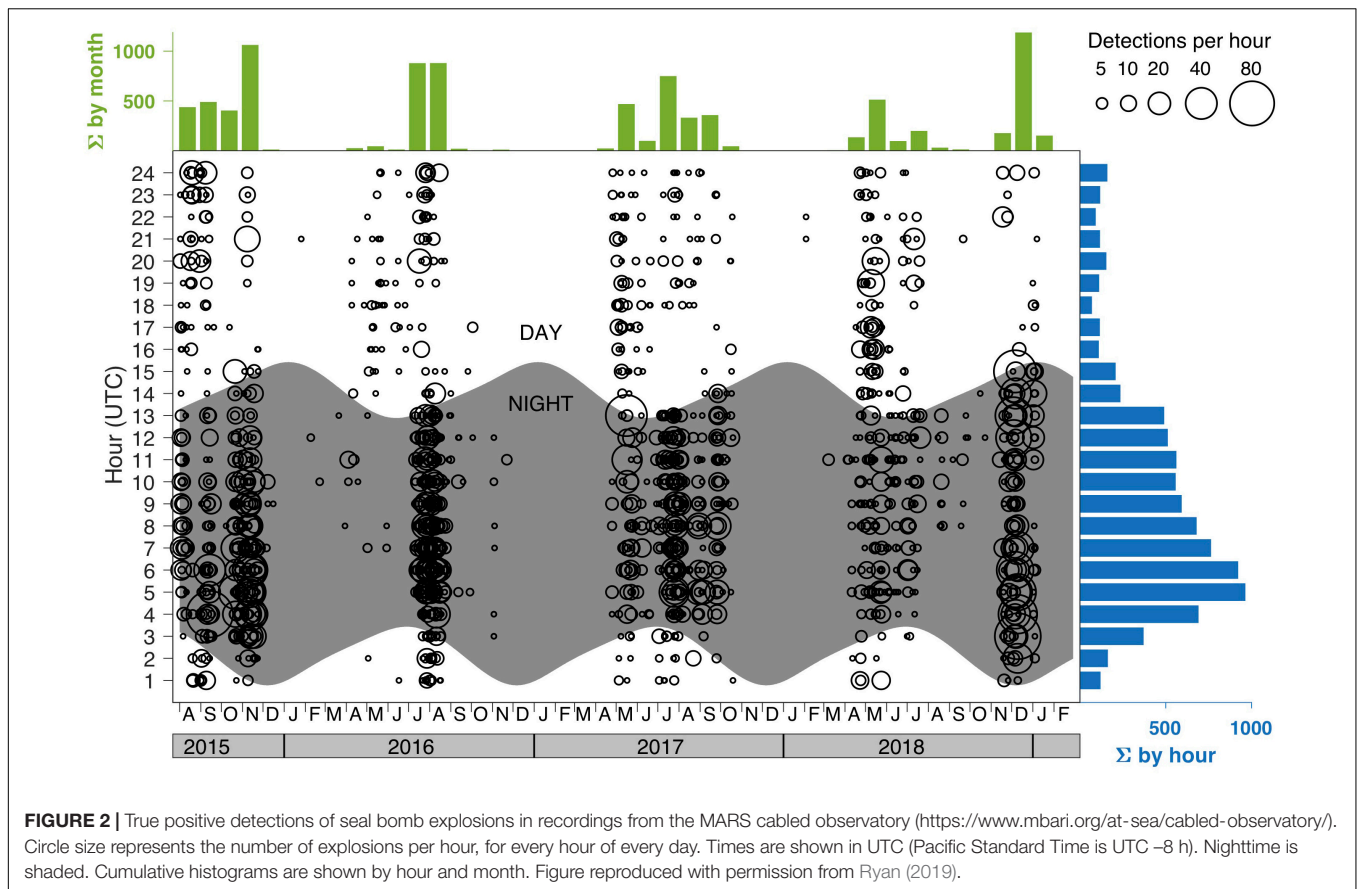 1000
500
Σ by month
Detections per hour
5 10 20 40 80
24
23
22
21
20
19
18
17
16
15
14
13
12
11
10
9
8
7
6
5
4
3
2
1
Hour (UTC)
DAY
NIGHT
A S O N D J F M A M J J A S O N D J F M A M J J A S O N D J F M A M J J A S O N D J F
2015 2016 2017 2018
500 1000
Σ by hour
FIGURE 2 | True positive detections of seal bomb explosions in recordings from the MARS cabled observatory (https://www.mbari.org/at-sea/cabled-observatory/).
Circle size represents the number of explosions per hour, for every hour of every day. Times are shown in UTC (Pacific Standard Time is UTC –8 h). Nighttime is
shaded. Cumulative histograms are shown by hour and month. Figure reproduced with permission from Ryan (2019).